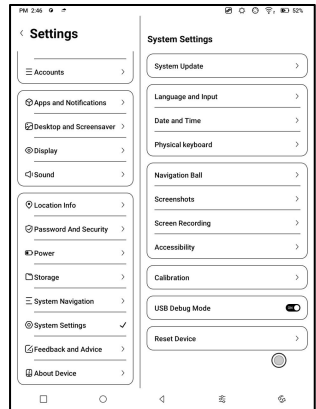 PM 2:46
52%
Settings
Accounts
Apps and Notifications
Desktop and Screensaver
Display
Sound
Location Info
Password And Security
Power
Storage
System Navigation
System Settings
Feedback and Advice
About Device
System Settings
System Update
Language and Input
Date and Time
Physical keyboard
Navigation Ball
Screenshots
Screen Recording
Accessibility
Calibration
USB Debug Mode
ON
Reset Device